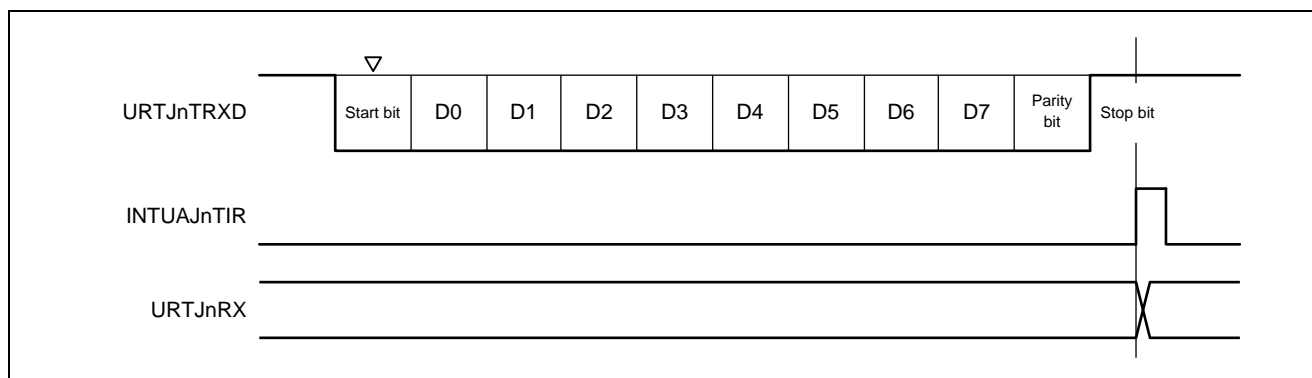 URTJnTRXD
Start bit D0 D1 D2 D3 D4 D5 D6 D7 Parity bit Stop bit
INTUAJnTIR
URTJnRX